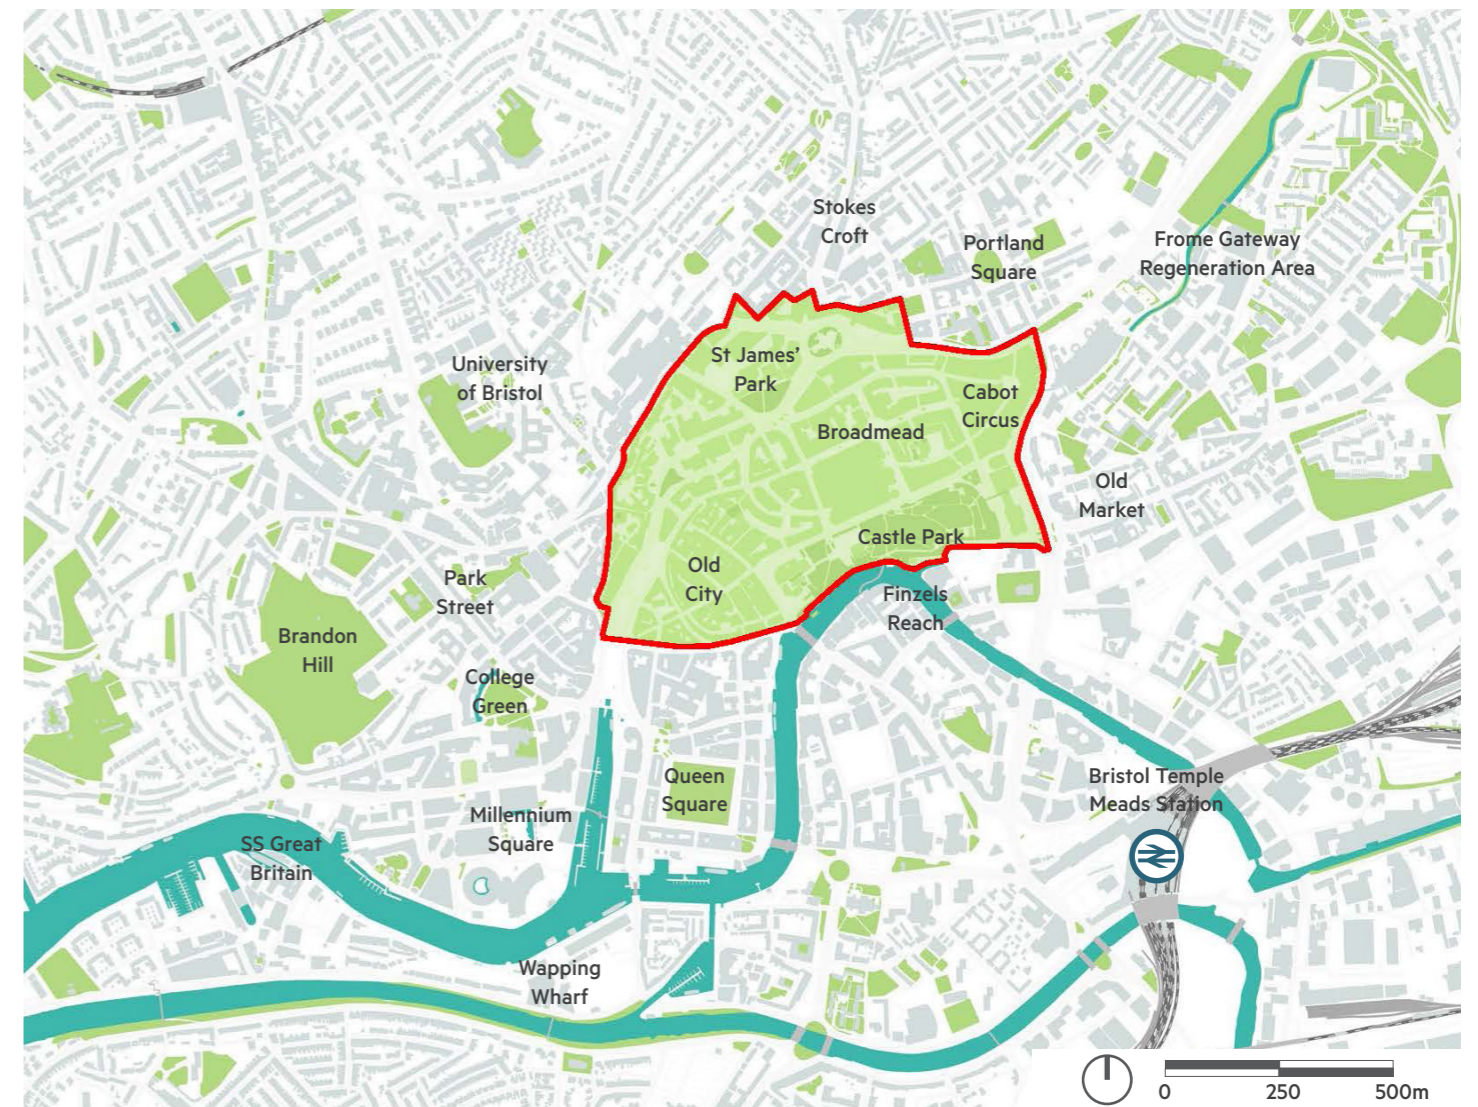 Stokes
Croft
Portland
Square
Frome Gateway
Regeneration Area
St James’
Park
University
of Bristol
Cabot
Circus
Broadmead
Old
Market
Castle Park
Old
City
Park
Street
Finzels
Reach
Brandon
Hill
College
Green
Queen
Square
Bristol Temple
Meads Station
Millennium
Square
SS Great
Britain
Wapping
Wharf
0 250 500m